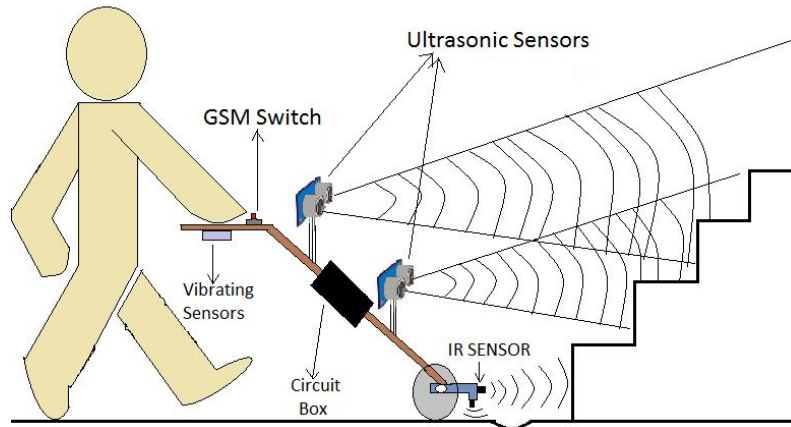 Ultrasonic Sensors
GSM Switch
Vibrating
Sensors
IR SENSOR
Circuit
Box